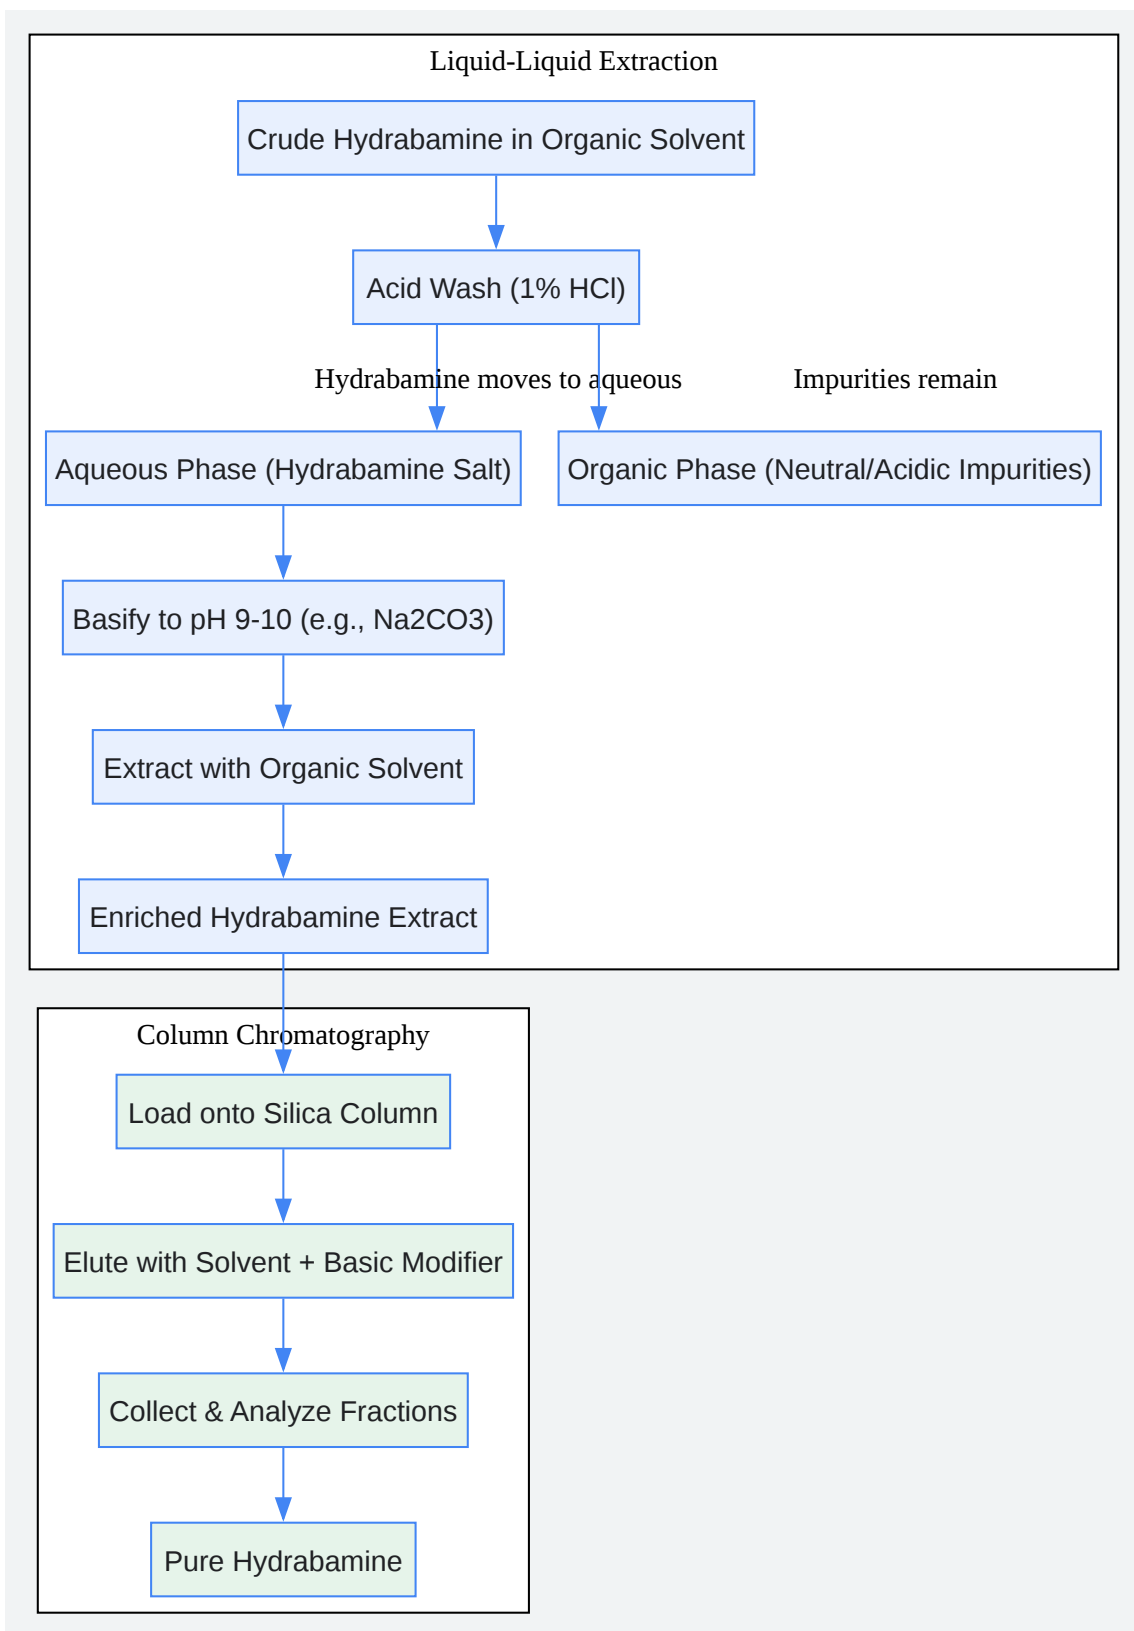 Liquid-Liquid Extraction
Crude Hydrabamine in Organic Solvent
Acid Wash (1% HCl)
Hydrabamine moves to aqueous
Impurities remain
Aqueous Phase (Hydrabamine Salt)
Organic Phase (Neutral/Acidic Impurities)
Basify to pH 9-10 (e.g., Na2CO3)
Extract with Organic Solvent
Enriched Hydrabamine Extract
Column Chromatography
Load onto Silica Column
Elute with Solvent + Basic Modifier
Collect & Analyze Fractions
Pure Hydrabamine